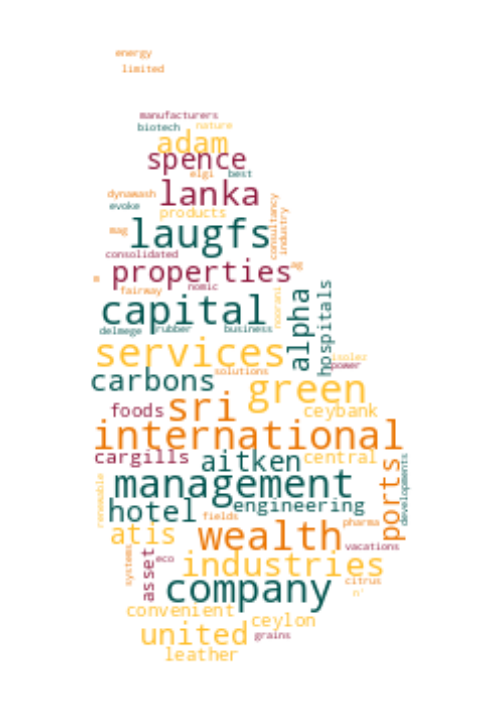 energy
limited
manufacturers
biotech nature
adam
spence
elgi best
lanka
dynawash
evoke
products
consultancy
industry
mag
laugfs
consolidated
properties
ag
m
nomic
fairway
noorani
capital
alpha
hospitals
delmege rubber business
services
isolez
power
solutions
carbons
green
foods
sri
ceybank
international
cargills
aitken
central
management
ports
developments
renewable
hotel
engineering
fields
pharma
atis
wealth
vacations
systems
asset
eco
industries
citrus
n'
company
convenient
ceylon
united
grains
leather